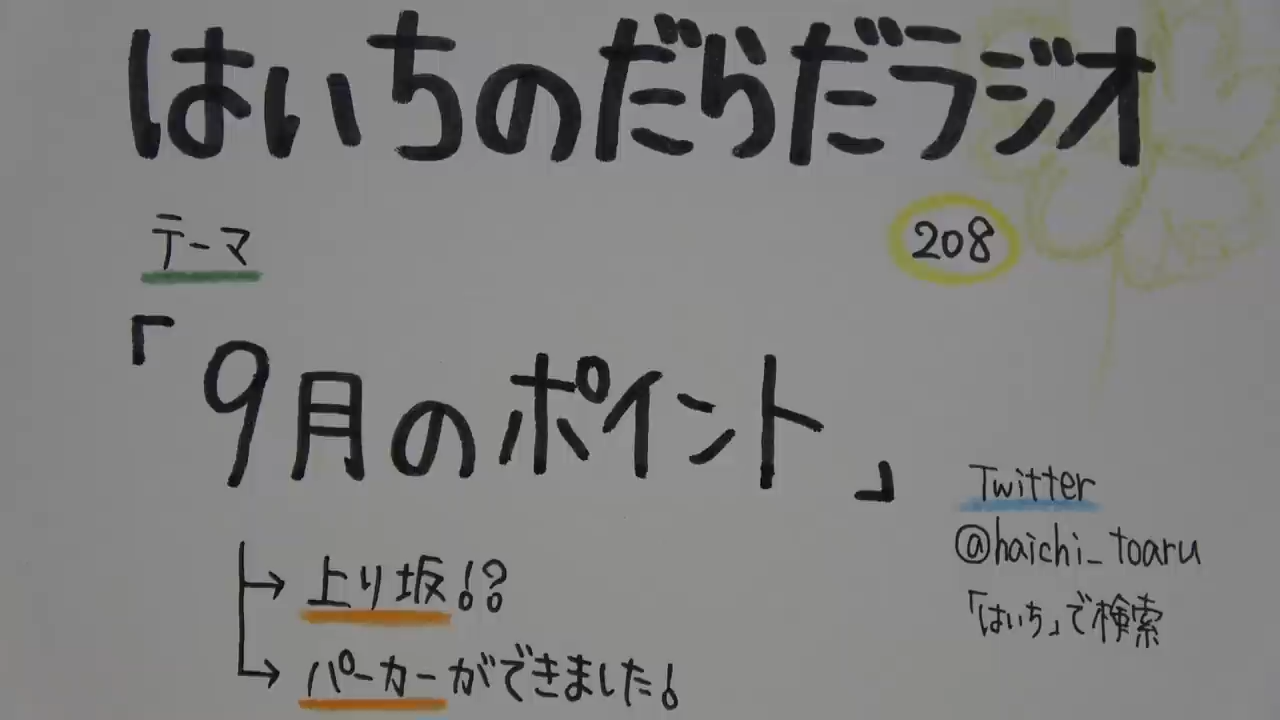 はいちのだらだラジオ
テーマ
208
「9月のポイント」
Twitter
@haichi_toaru
「はいち」で検索
上り坂!?
パーカーができました!